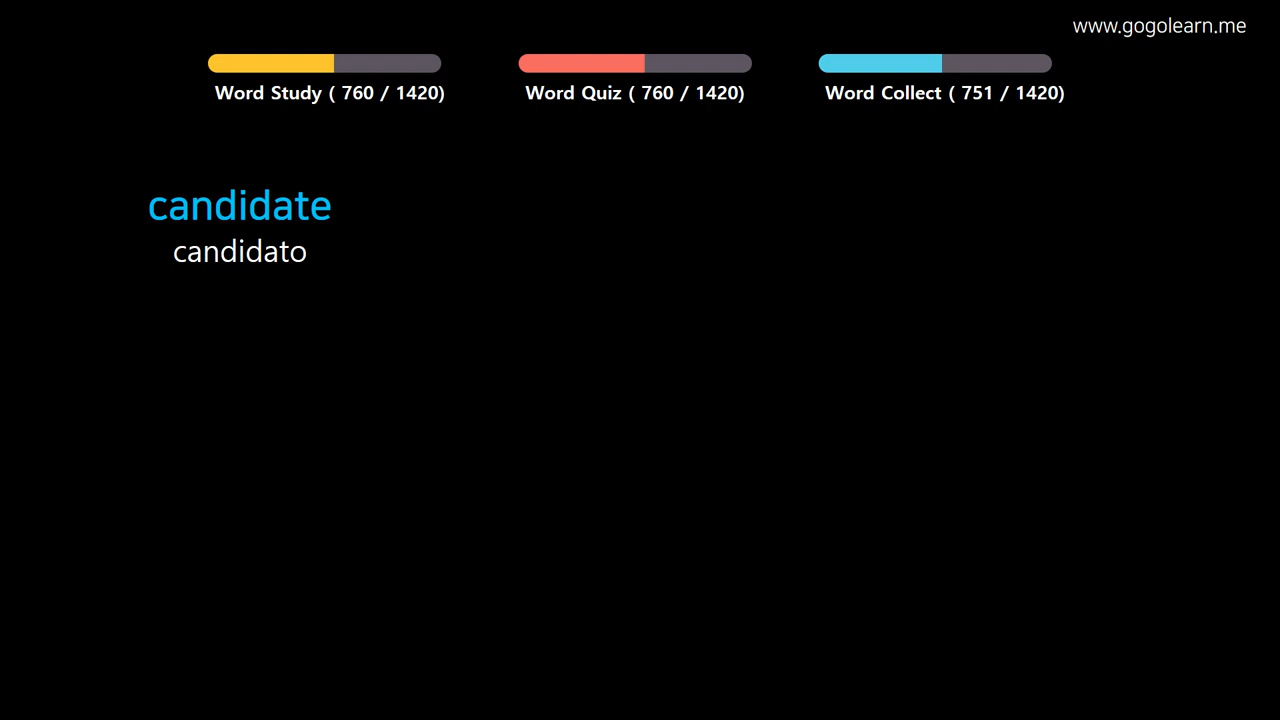 www.gogolearn.me
Word Study ( 760 / 1420)
Word Quiz ( 760 / 1420)
Word Collect ( 751 / 1420)
candidate
candidato